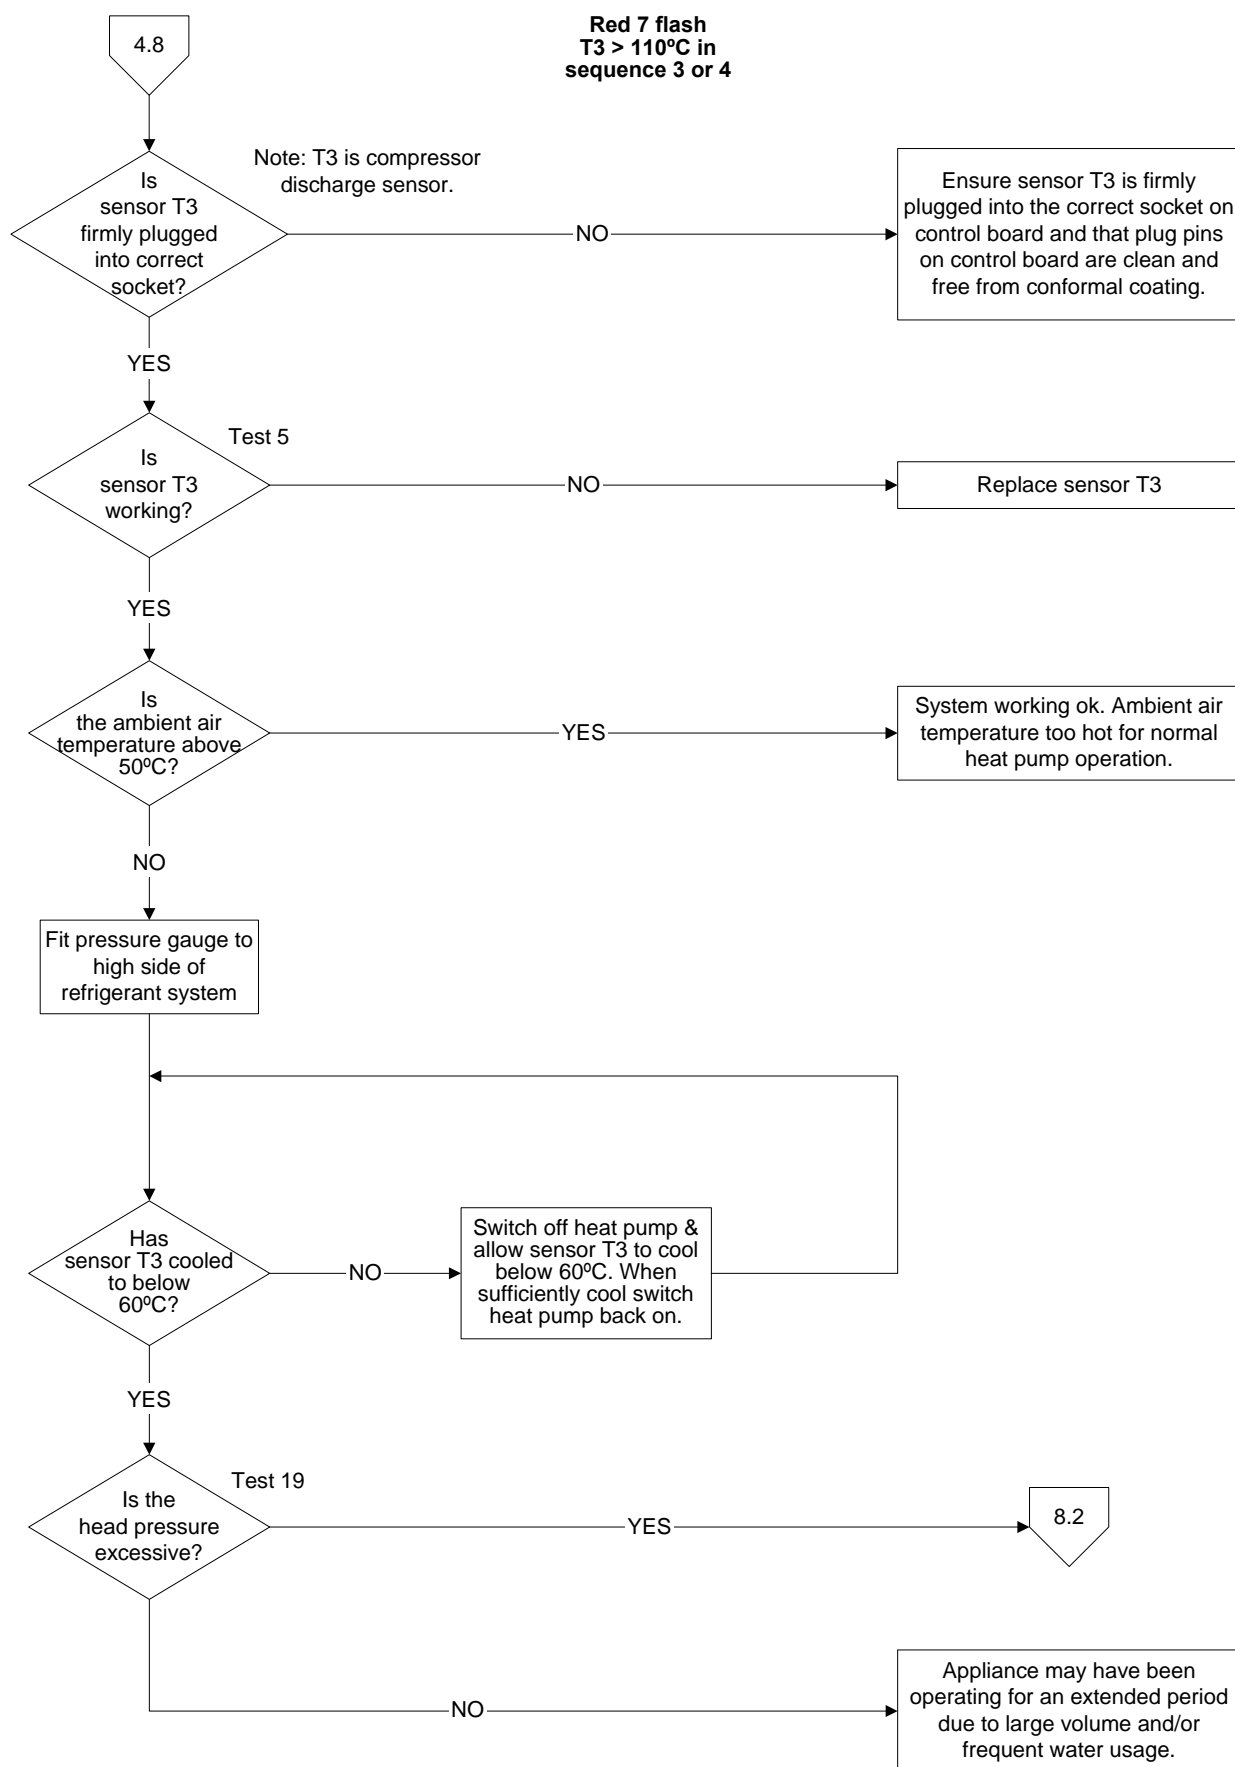 4.8
Red 7 flash
T3 > 110ºC in
sequence 3 or 4
Note: T3 is compressor
discharge sensor.
Is
sensor T3
firmly plugged
into correct
socket?
NO
Ensure sensor T3 is firmly
plugged into the correct socket on
control board and that plug pins
on control board are clean and
free from conformal coating.
YES
Test 5
Is
sensor T3
working?
NO
Replace sensor T3
YES
Is
the ambient air
temperature above
50ºC?
YES
System working ok. Ambient air
temperature too hot for normal
heat pump operation.
NO
Fit pressure gauge to
high side of
refrigerant system
Has
sensor T3 cooled
to below
60ºC?
NO
Switch off heat pump &
allow sensor T3 to cool
below 60ºC. When
sufficiently cool switch
heat pump back on.
YES
Test 19
Is the
head pressure
excessive?
YES
8.2
NO
Appliance may have been
operating for an extended period
due to large volume and/or
frequent water usage.